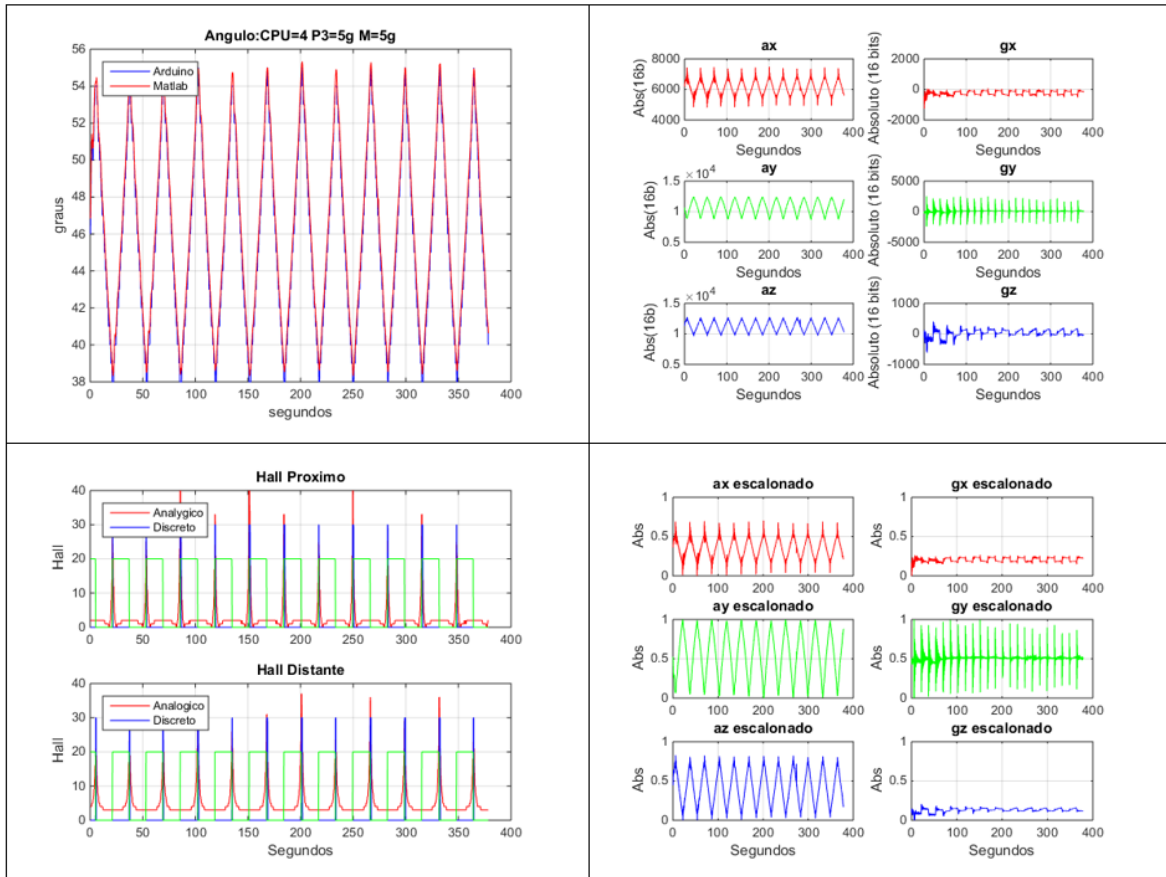 Angulo:CPU=4 P3=5g M=5g
56
54
52
50
48
46
44
42
40
38
graus
Arduino
Matlab
0 50 100 150 200 250 300 350 400
segundos
ax
8000
6000
4000
Abs(16b)
0 100 200 300 400
Segundos
gx
2000
0
-2000
Absoluto (16 bits)
0 100 200 300 400
Segundos
ay
×10⁴
1.5
1
0.5
Abs(16b)
0 100 200 300 400
Segundos
gy
5000
0
-5000
Absoluto (16 bits)
0 100 200 300 400
Segundos
az
×10⁴
1.5
1
0.5
Abs(16b)
0 100 200 300 400
Segundos
gz
1000
0
-1000
Absoluto (16 bits)
0 100 200 300 400
Segundos
Hall Proximo
40
30
20
10
0
Hall
Analygico
Discreto
0 50 100 150 200 250 300 350 400
Hall Distante
40
30
20
10
0
Hall
Analogico
Discreto
0 50 100 150 200 250 300 350 400
Segundos
ax escalonado
1
0.5
0
Abs
0 100 200 300 400
gx escalonado
1
0.5
0
Abs
0 100 200 300 400
ay escalonado
1
0.5
0
Abs
0 100 200 300 400
gy escalonado
1
0.5
0
Abs
0 100 200 300 400
az escalonado
1
0.5
0
Abs
0 100 200 300 400
Segundos
gz escalonado
1
0.5
0
Abs
0 100 200 300 400
Segundos